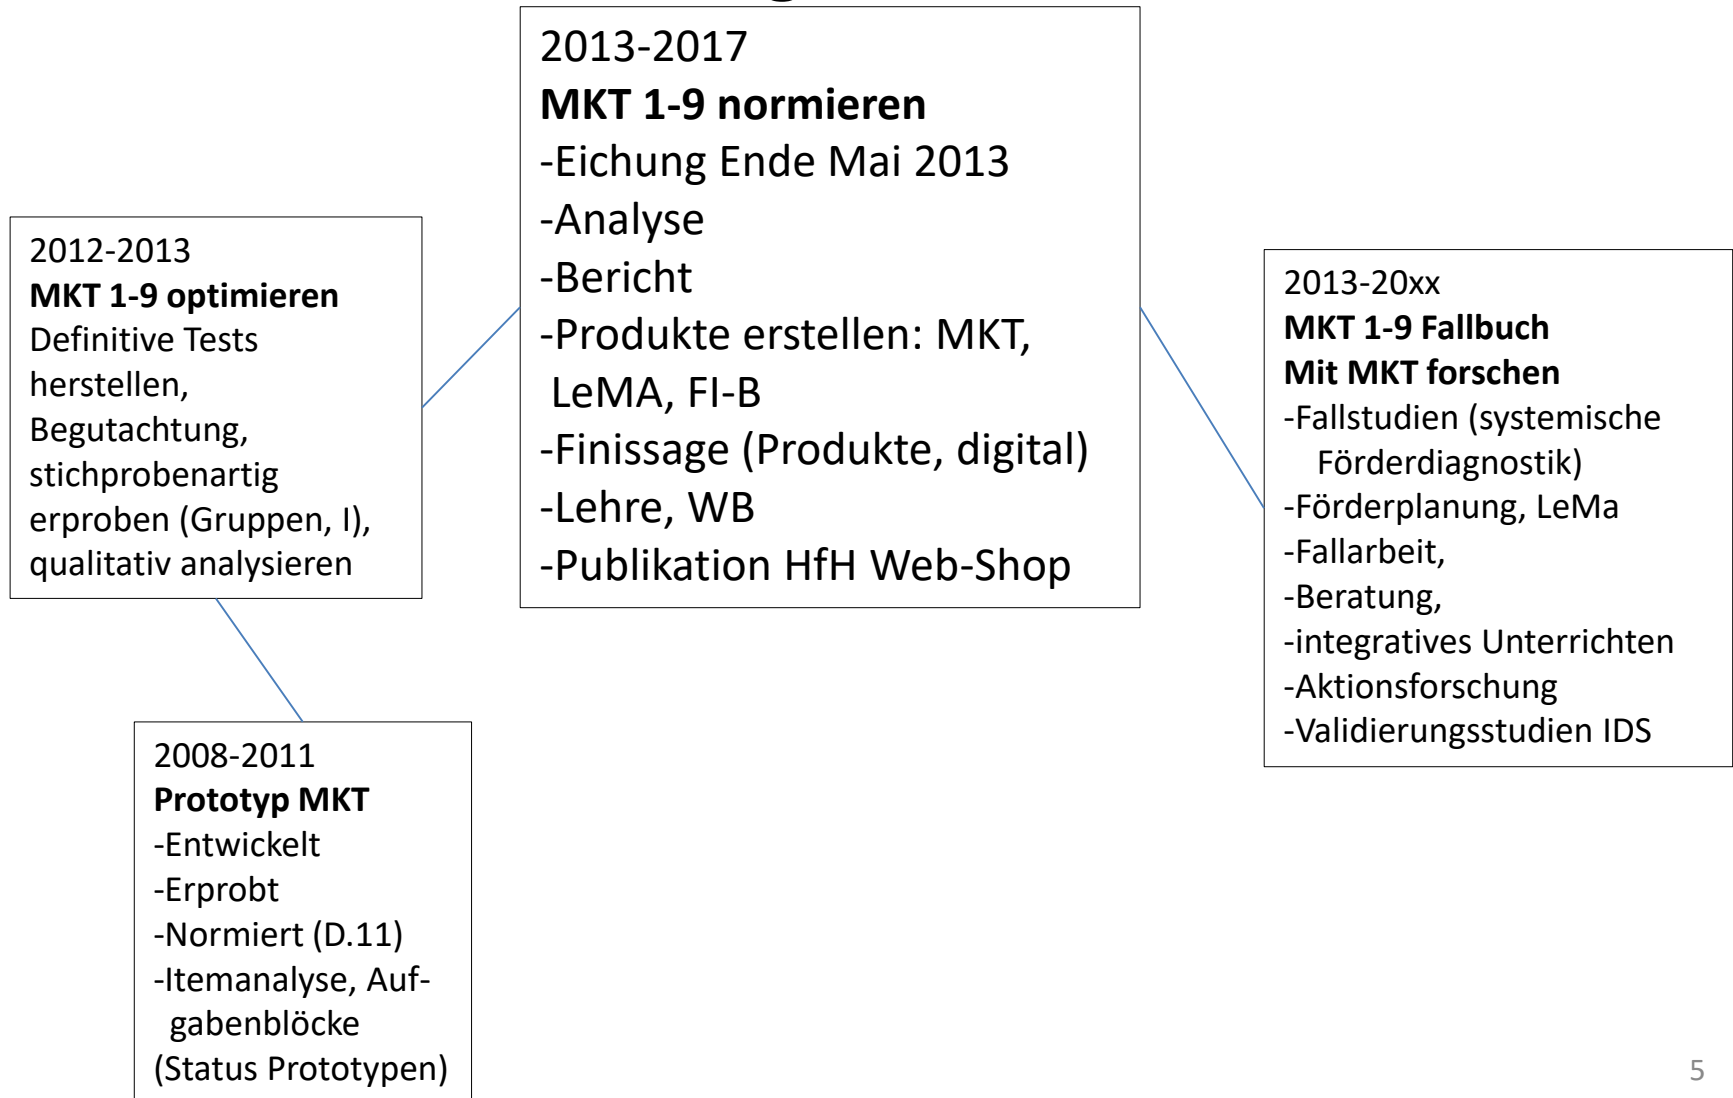 2013-2017
MKT 1-9 normieren
-Eichung Ende Mai 2013
-Analyse
-Bericht
-Produkte erstellen: MKT,
LeMA, FI-B
-Finissage (Produkte, digital)
-Lehre, WB
-Publikation HfH Web-Shop
2012-2013
MKT 1-9 optimieren
Definitive Tests
herstellen,
Begutachtung,
stichprobenartig
erproben (Gruppen, I),
qualitativ analysieren
2013-20xx
MKT 1-9 Fallbuch
Mit MKT forschen
-Fallstudien (systemische
Förderdiagnostik)
-Förderplanung, LeMa
-Fallarbeit,
-Beratung,
-integratives Unterrichten
-Aktionsforschung
-Validierungsstudien IDS
2008-2011
Prototyp MKT
-Entwickelt
-Erprobt
-Normiert (D.11)
-Itemanalyse, Auf-
gabenblöcke
(Status Prototypen)
5